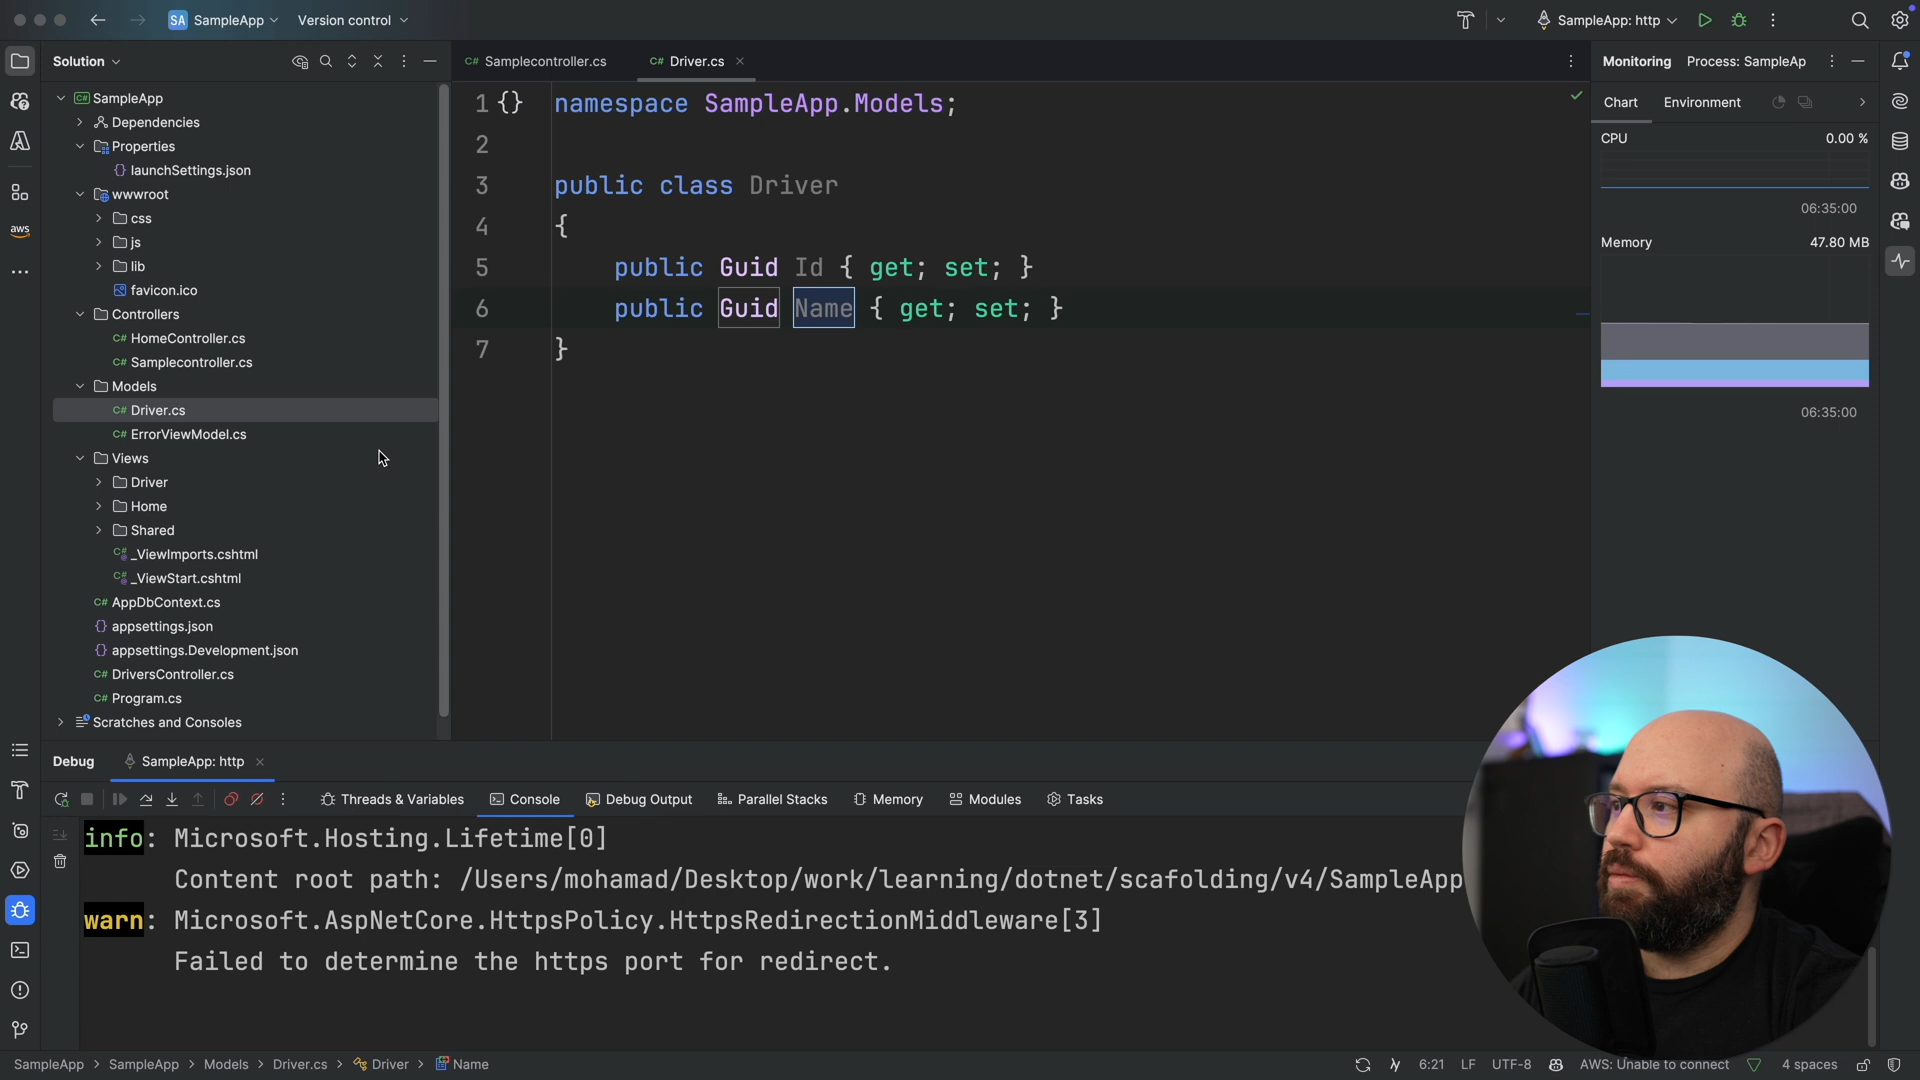 SA SampleApp
Version control
SampleApp: http
Solution
SampleApp
Dependencies
Properties
launchSettings.json
wwwroot
css
js
lib
favicon.ico
Controllers
C# HomeController.cs
C# Samplecontroller.cs
Models
C# Driver.cs
C# ErrorViewModel.cs
Views
Driver
Home
Shared
_ViewImports.cshtml
_ViewStart.cshtml
C# AppDbContext.cs
appsettings.json
appsettings.Development.json
C# DriversController.cs
C# Program.cs
Scratches and Consoles
aws
C# Samplecontroller.cs
C# Driver.cs
1 {} namespace SampleApp.Models;
2
3 public class Driver
4 {
5 public Guid Id { get; set; }
6 public Guid Name { get; set; }
7 }
Monitoring Process: SampleAp
Chart Environment
CPU 0.00 %
06:35:00
Memory 47.80 MB
06:35:00
Debug SampleApp: http
Threads & Variables Console Debug Output Parallel Stacks Memory Modules Tasks
info: Microsoft.Hosting.Lifetime[0]
Content root path: /Users/mohamad/Desktop/work/learning/dotnet/scafolding/v4/SampleApp
warn: Microsoft.AspNetCore.HttpsPolicy.HttpsRedirectionMiddleware[3]
Failed to determine the https port for redirect.
SampleApp > SampleApp > Models > Driver.cs > Driver > Name
6:21 LF UTF-8 AWS: Unable to connect 4 spaces